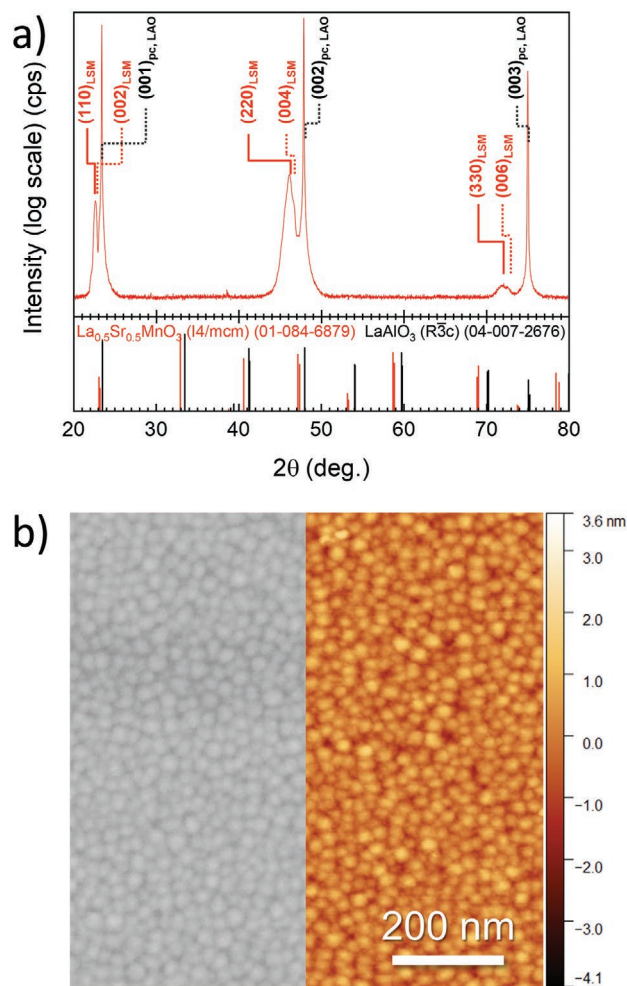 a)
Intensity (log scale) (cps)
(110)LSM
(002)LSM
(001)pc, LAO
(220)LSM
(004)LSM
(002)pc, LAO
(330)LSM
(006)LSM
(003)pc, LAO
La0.5Sr0.5MnO3 (I4/mcm) (01-084-6879) LaAlO3 (R3̅c) (04-007-2676)
20 30 40 50 60 70 80
2θ (deg.)
b)
3.6 nm
2.0
1.0
0.0
−1.0
−2.0
−3.0
−4.1
200 nm